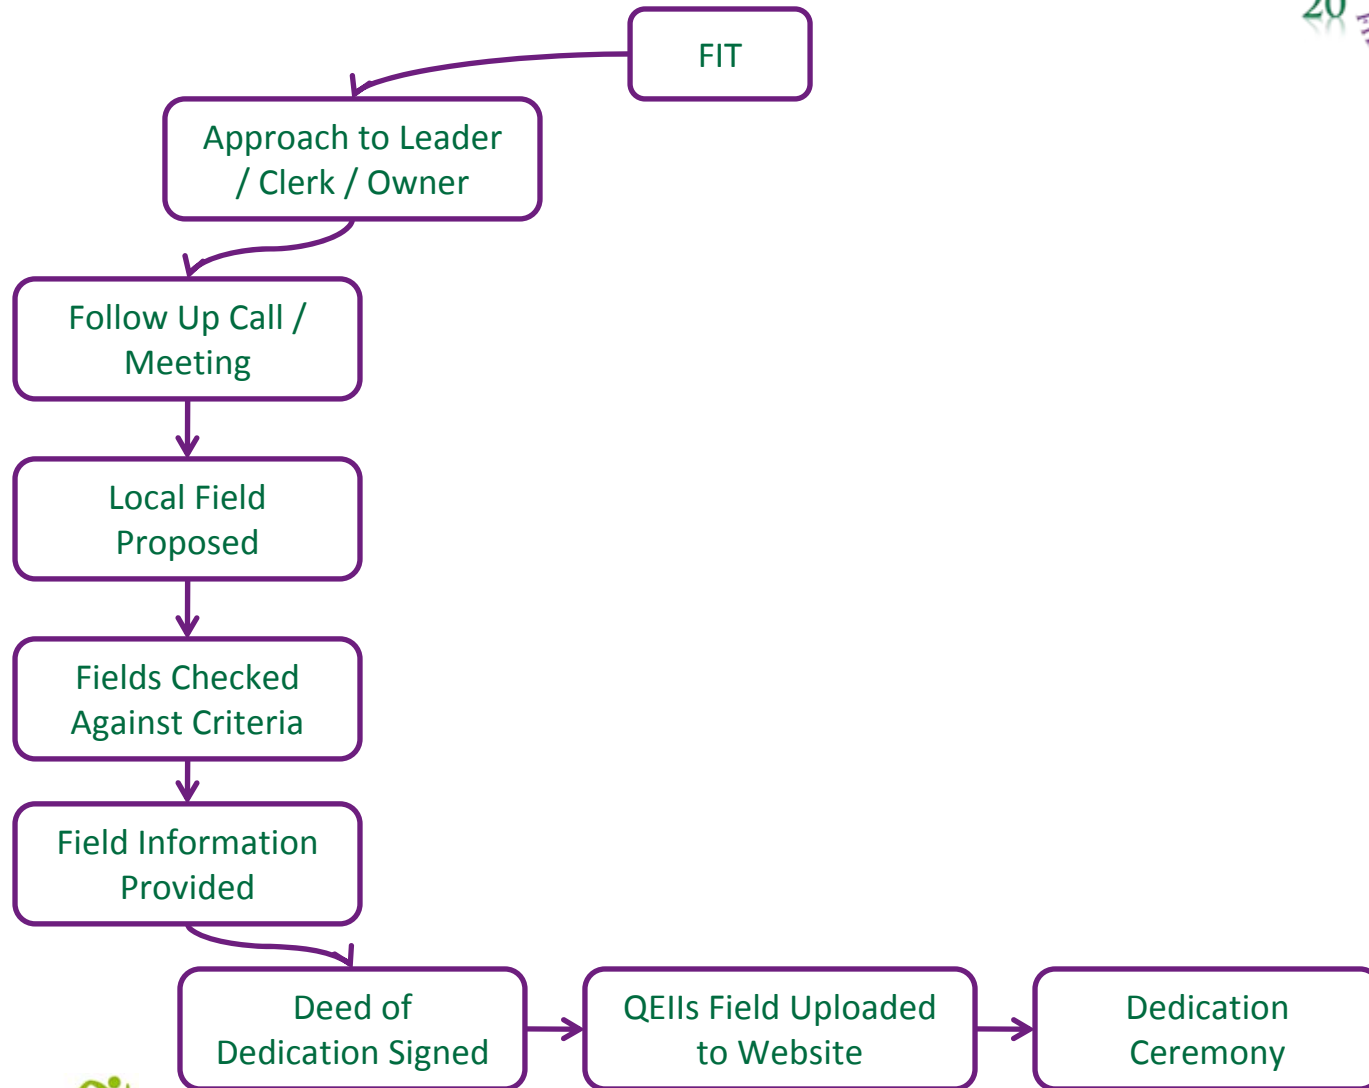 20
FIT
Approach to Leader
/ Clerk / Owner
Follow Up Call /
Meeting
Local Field
Proposed
Fields Checked
Against Criteria
Field Information
Provided
Deed of
Dedication Signed
QEIIs Field Uploaded
to Website
Dedication
Ceremony